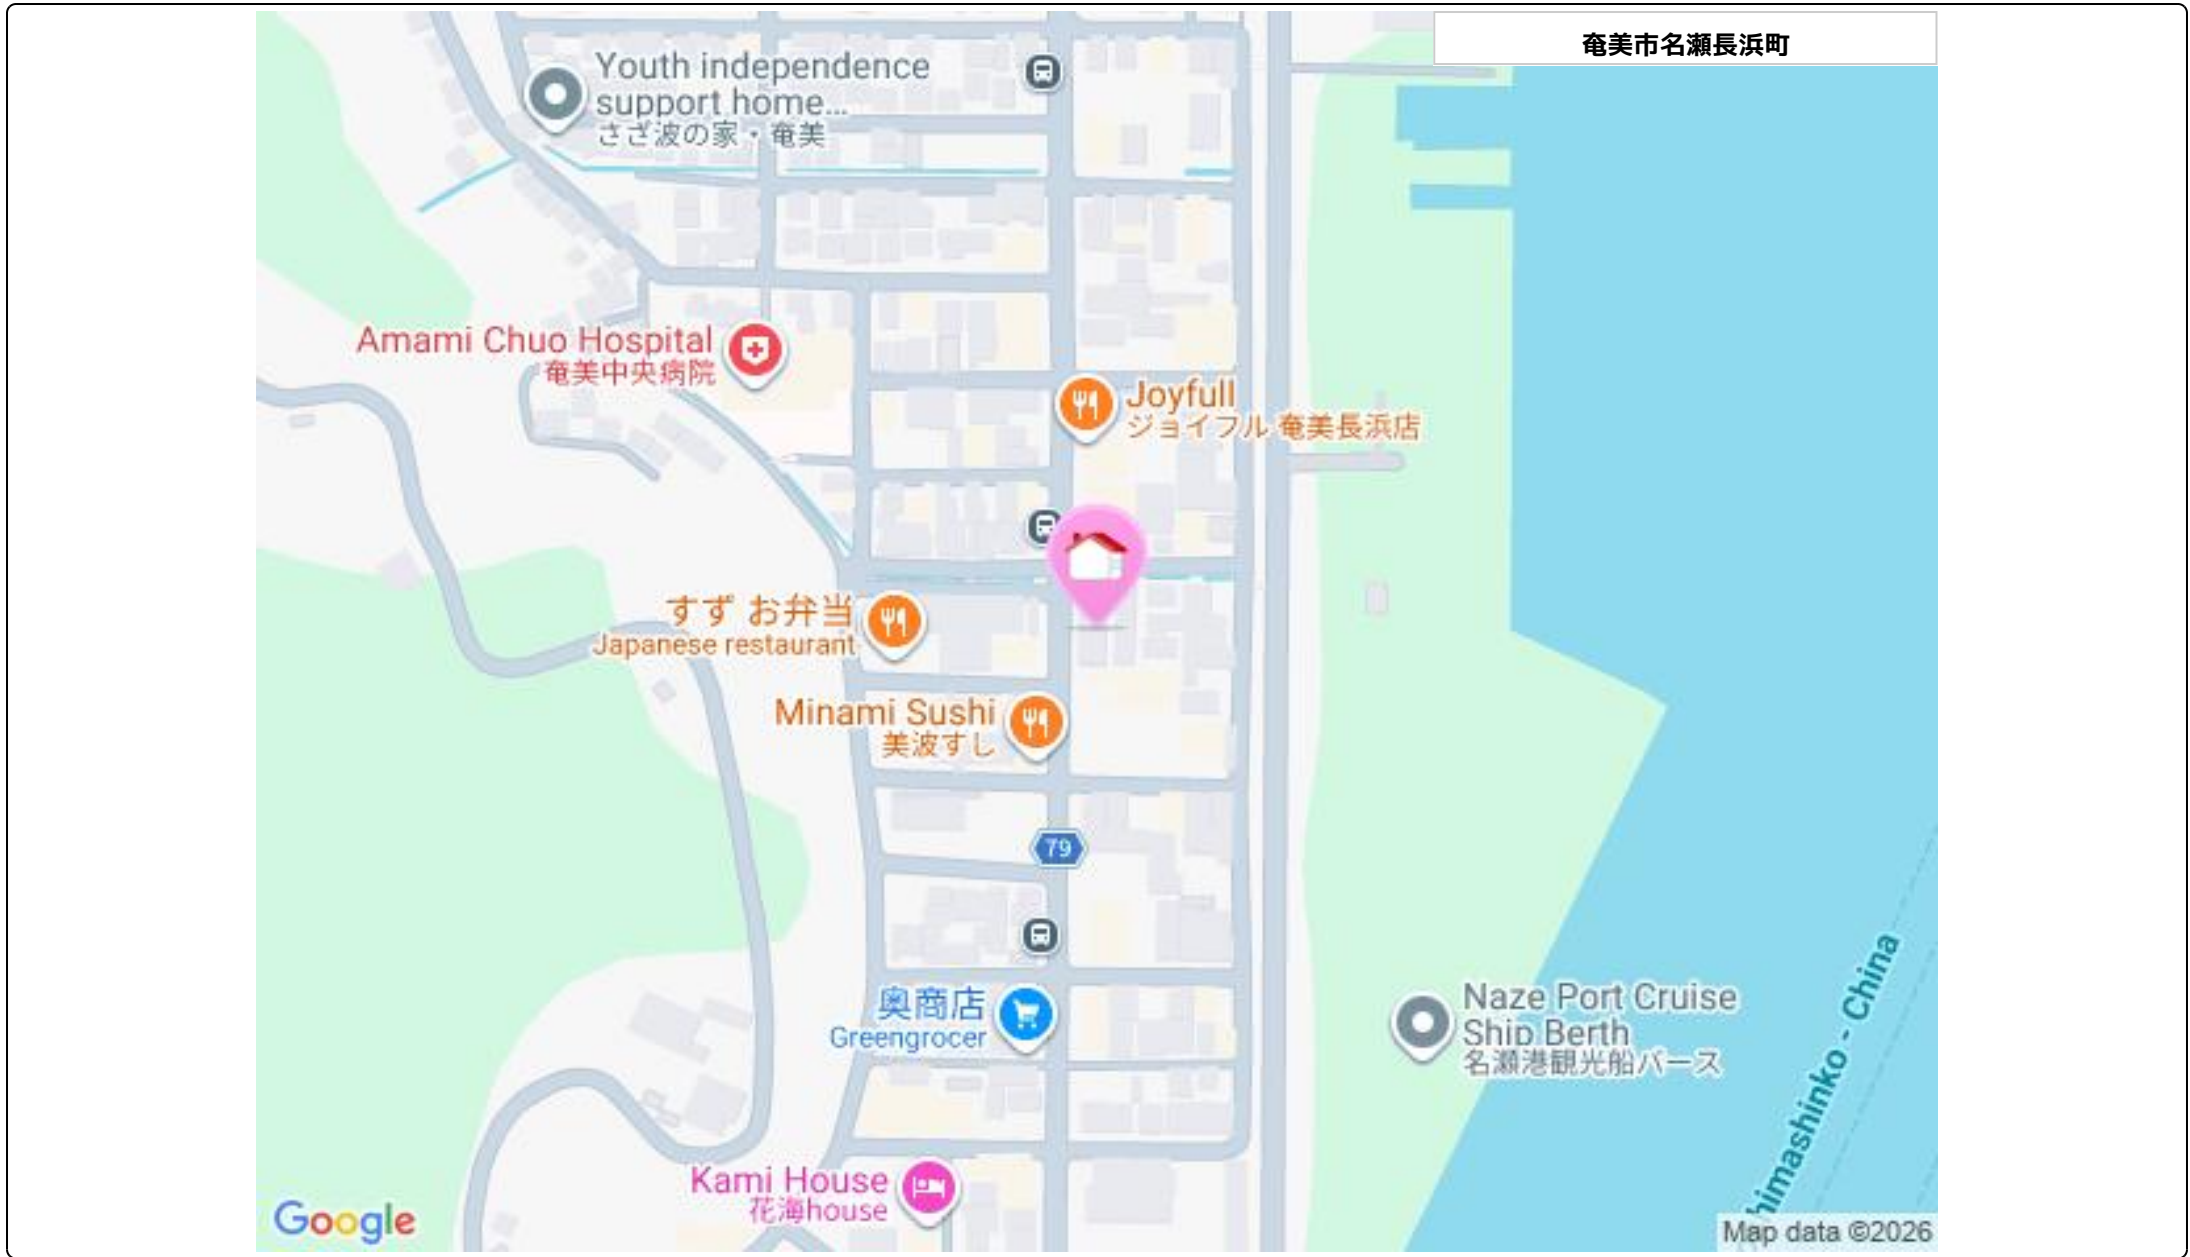 奄美市名瀬長浜町
Youth independence
support home...
さざ波の家・奄美
Amami Chuo Hospital
奄美中央病院
Joyfull
ジョイフル 奄美長浜店
すず お弁当
Japanese restaurant
Minami Sushi
美波すし
79
奥商店
Greengrocer
Naze Port Cruise
Ship Berth
名瀬港観光船バース
himashinko - China
Kami House
花海house
Google
Map data ©2026